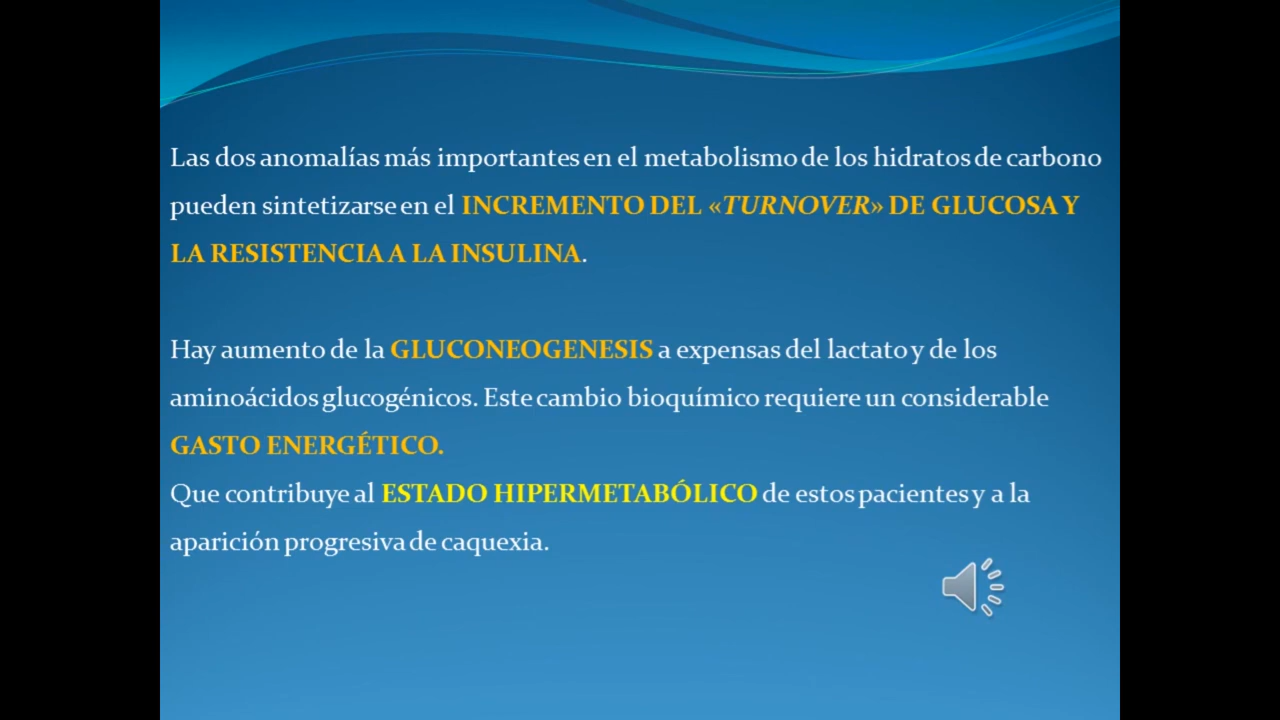 Las dos anomalías más importantes en el metabolismo de los hidratos de carbono
pueden sintetizarse en el INCREMENTO DEL «TURNOVER» DE GLUCOSA Y
LA RESISTENCIA A LA INSULINA.
Hay aumento de la GLUCONEOGENESIS a expensas del lactato y de los
aminoácidos glucogénicos. Este cambio bioquímico requiere un considerable
GASTO ENERGÉTICO.
Que contribuye al ESTADO HIPERMETABÓLICO de estos pacientes y a la
aparición progresiva de caquexia.